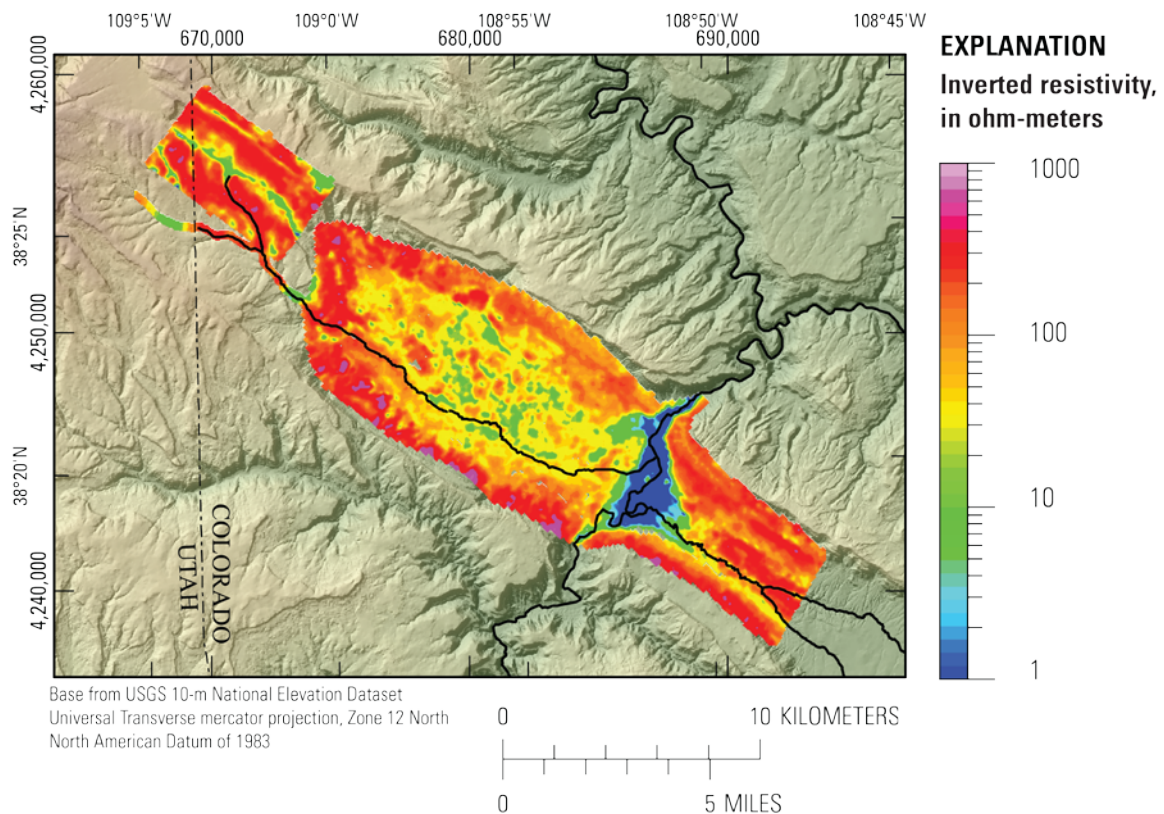 109°5'W 109°0'W 108°55'W 108°50'W 108°45'W
670,000 680,000 690,000
4,260,000
38°25'N
4,250,000
38°20'N
4,240,000
COLORADO
UTAH
EXPLANATION
Inverted resistivity,
in ohm-meters
1000
100
10
1
Base from USGS 10-m National Elevation Dataset
Universal Transverse mercator projection, Zone 12 North
North American Datum of 1983
0 10 KILOMETERS
0 5 MILES